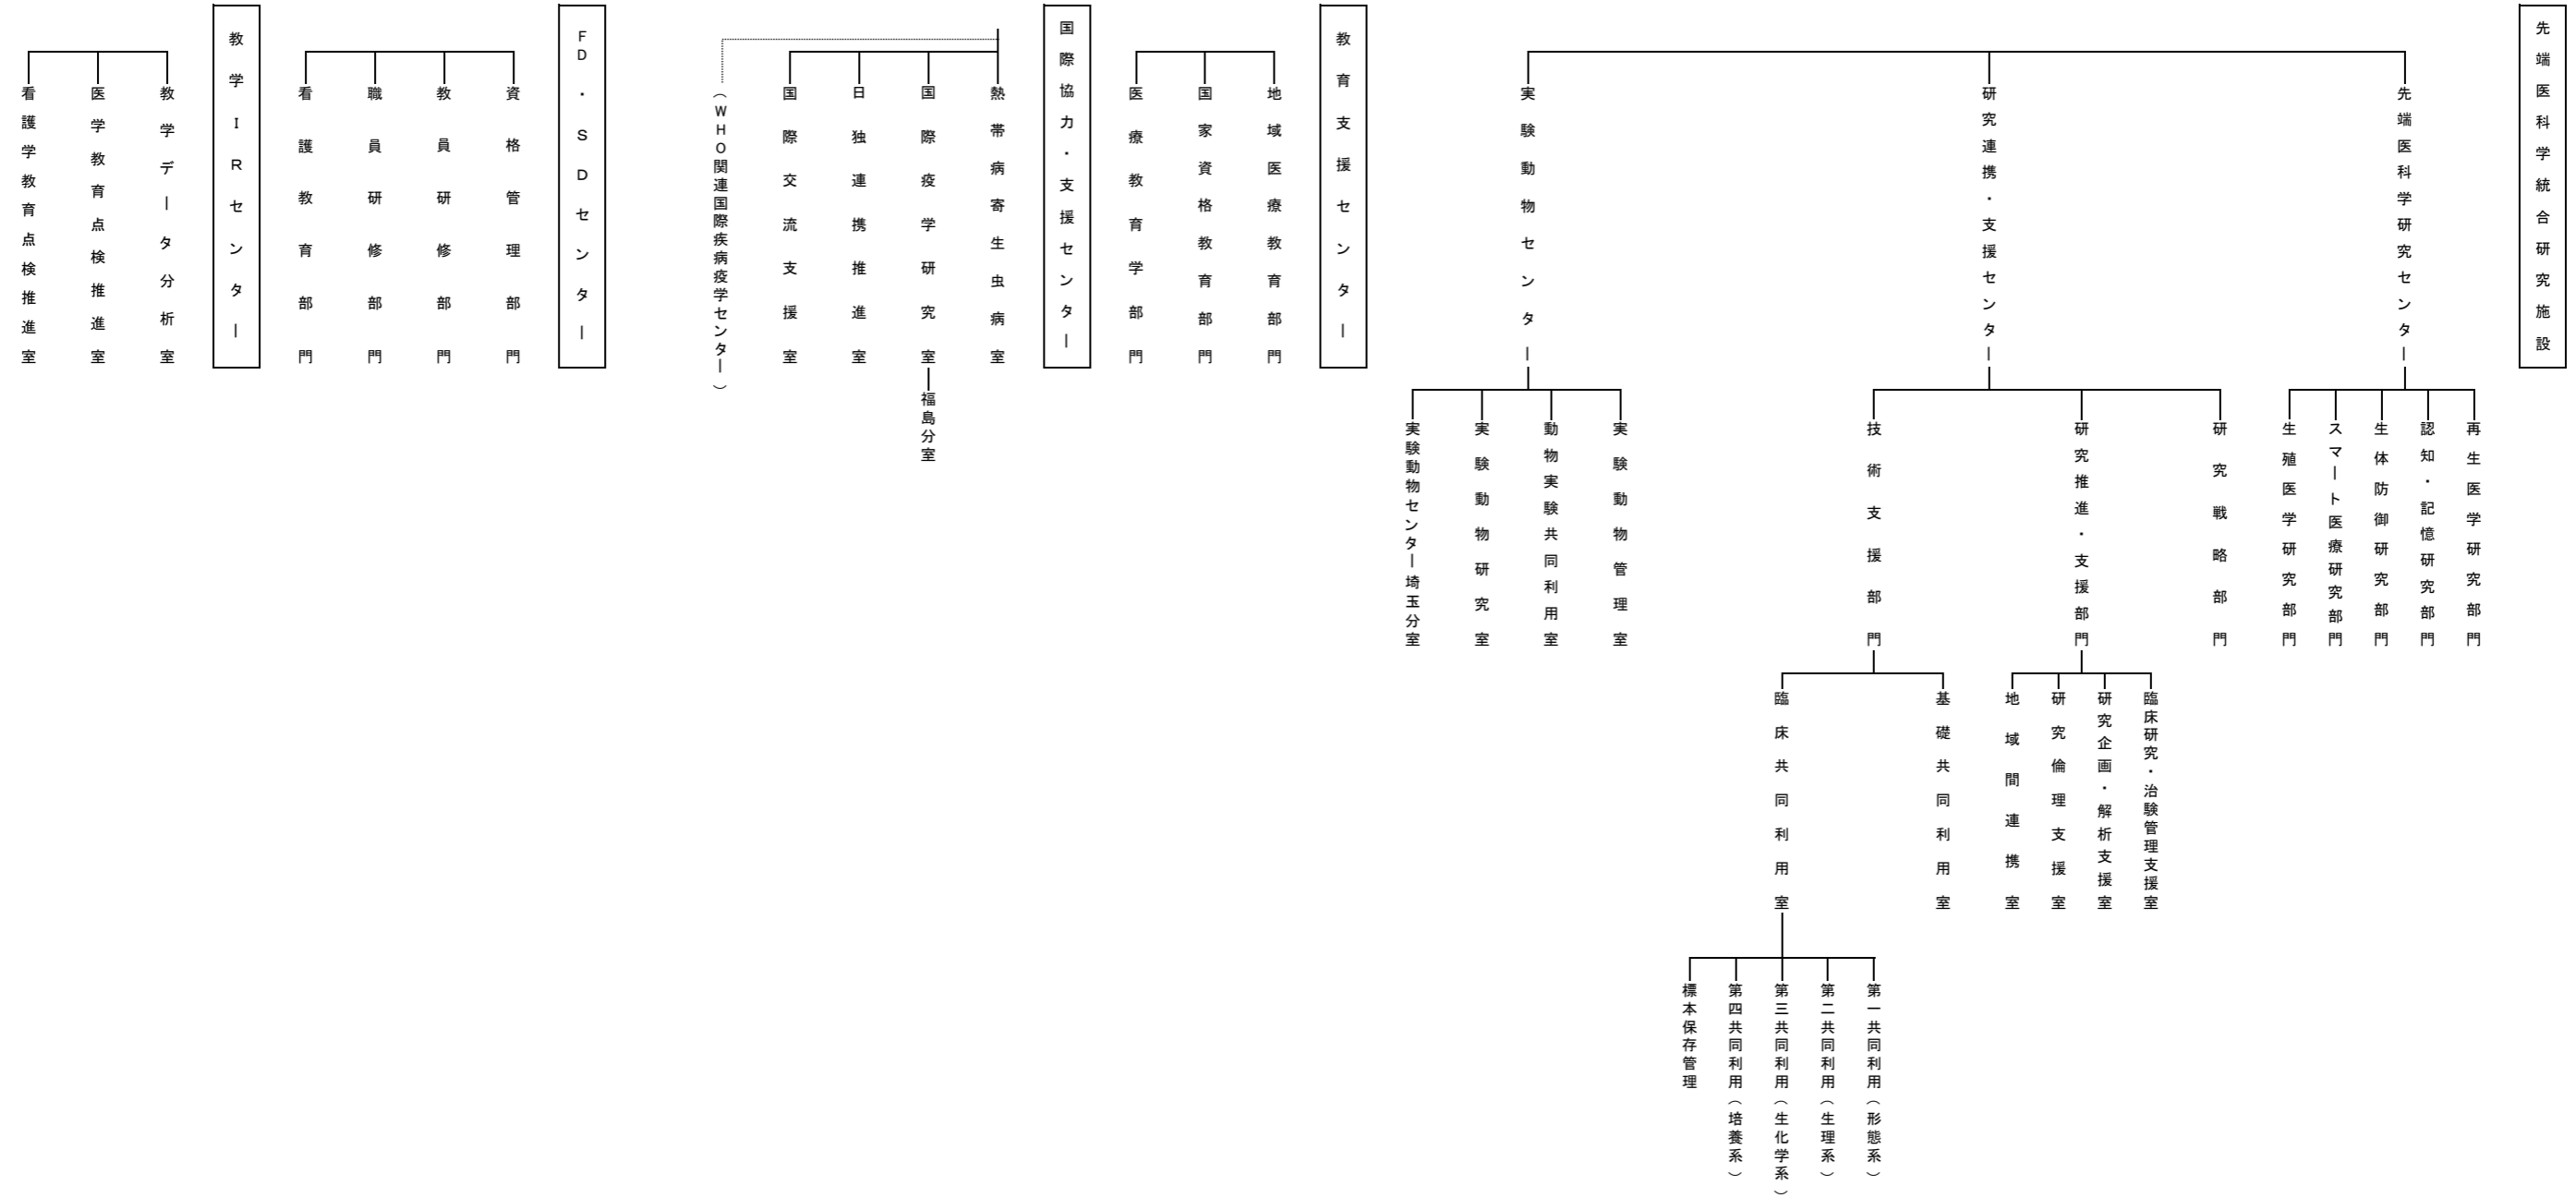 先端医科学統合研究施設
先端医科学研究センター
再生医学研究部門
認知・記憶研究部門
生体防御研究部門
スマート医療研究部門
生殖医学研究部門
研究連携・支援センター
研究戦略部門
研究推進・支援部門
臨床研究・治験管理支援室
研究企画・解析支援室
研究倫理支援室
地域間連携室
技術支援部門
基礎共同利用室
臨床共同利用室
第一共同利用（形態系）
第二共同利用（生理系）
第三共同利用（生化学系）
第四共同利用（培養系）
標本保存管理
実験動物センター
実験動物管理室
動物実験共同利用室
実験動物研究室
実験動物センター埼玉分室
教育支援センター
地域医療教育部門
国家資格教育部門
医療教育学部門
国際協力・支援センター
熱帯病寄生虫病室
国際疫学研究室
福島分室
日独連携推進室
国際交流支援室
（ＷＨＯ関連国際疾病疫学センター）
ＦＤ・ＳＤセンター
資格管理部門
教員研修部門
職員研修部門
看護教育部門
教学ＩＲセンター
教学データ分析室
医学教育点検推進室
看護学教育点検推進室